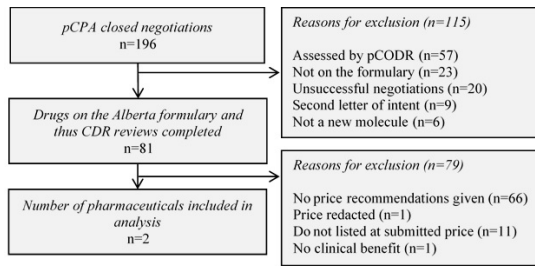 pCPA closed negotiations
n=196
Reasons for exclusion (n=115)
Assessed by pCODR (n=57)
Not on the formulary (n=23)
Unsuccessful negotiations (n=20)
Second letter of intent (n=9)
Not a new molecule (n=6)
Drugs on the Alberta formulary and
thus CDR reviews completed
n=81
Reasons for exclusion (n=79)
No price recommendations given (n=66)
Price redacted (n=1)
Do not listed at submitted price (n=11)
No clinical benefit (n=1)
Number of pharmaceuticals included in
analysis
n=2